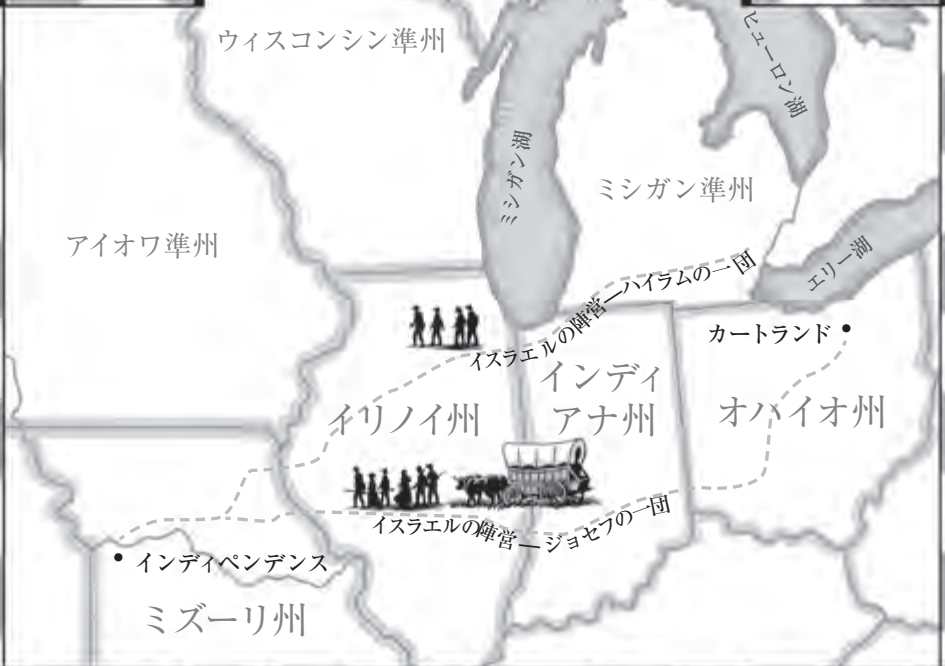 ウィスコンシン準州
ヒューロン湖
ミシガン湖
ミシガン準州
アイオワ準州
エリー湖
イスラエルの陣営—ハイラムの一団
カートランド
イリノイ州
インディ
アナ州
オハイオ州
イスラエルの陣営—ジョセフの一団
インディペンデンス
ミズーリ州